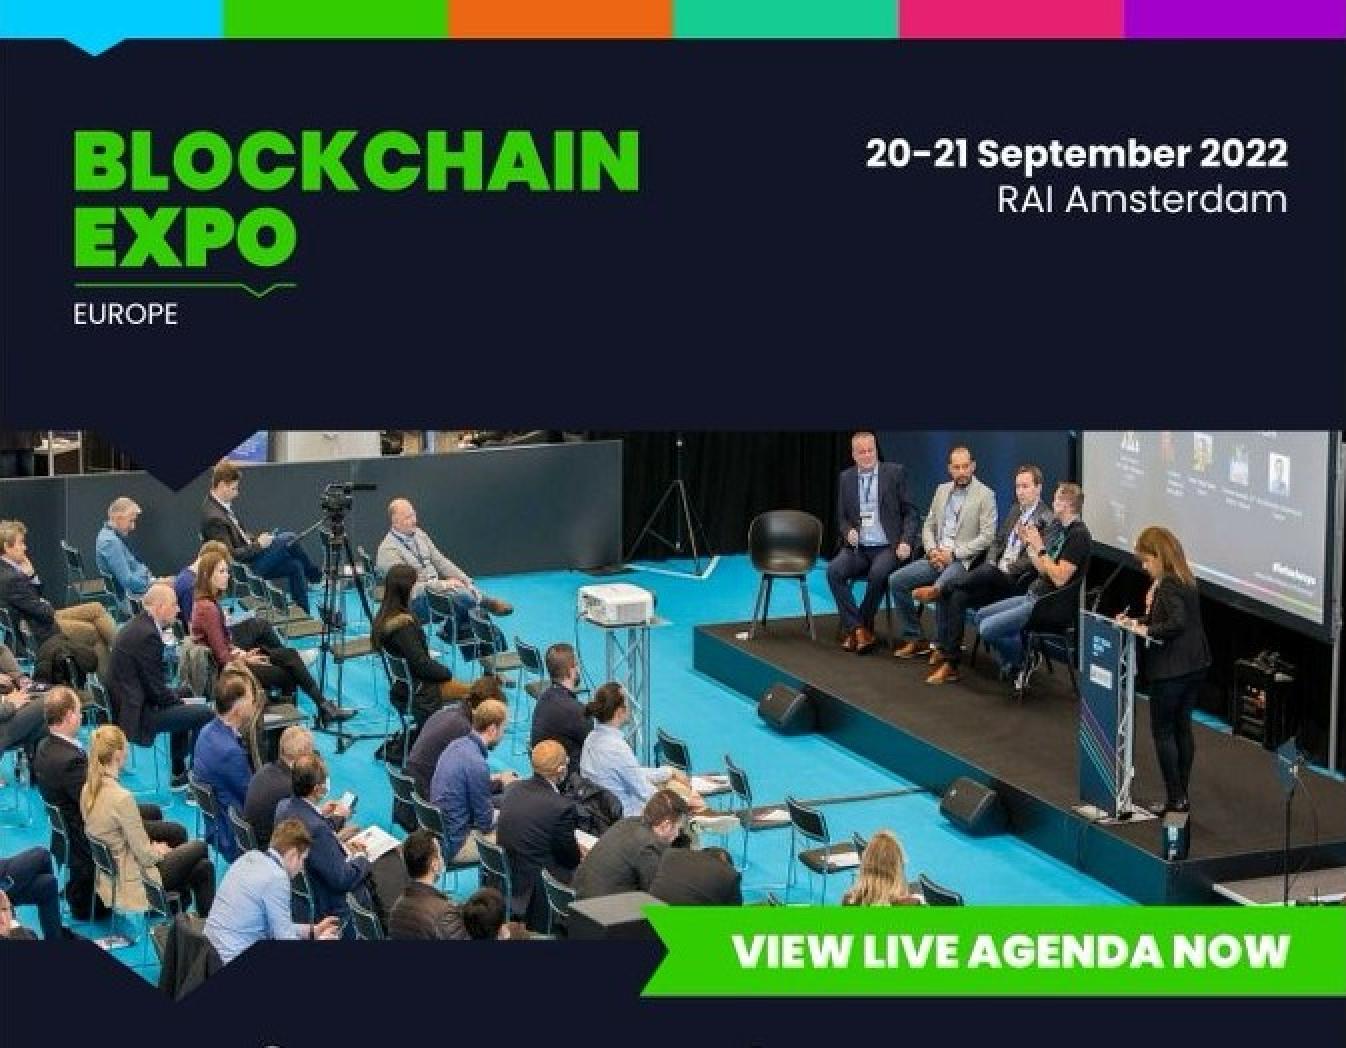 BLOCKCHAIN
EXPO
EUROPE
20-21 September 2022
RAI Amsterdam
VIEW LIVE AGENDA NOW